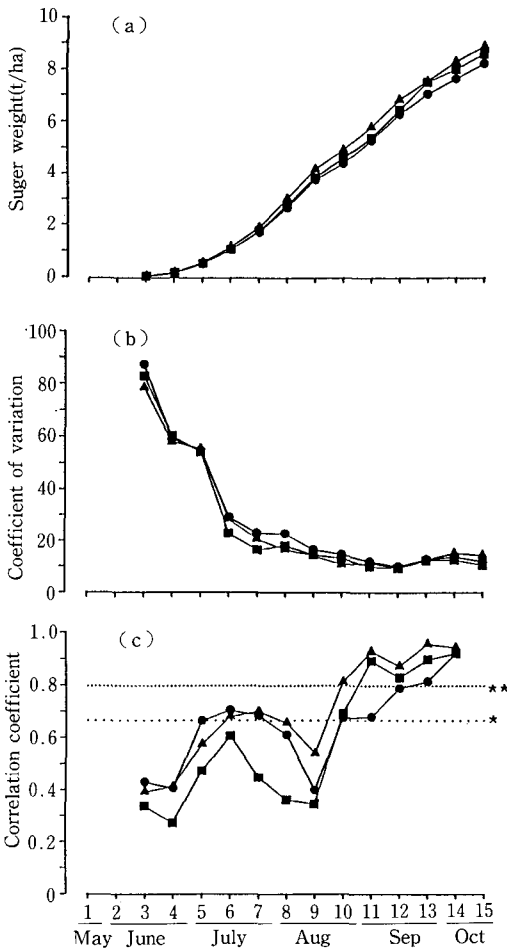 (a)
Suger weight(t/ha)
10
8
6
4
2
0
(b)
Coefficient of variation
100
80
60
40
20
0
(c)
Correlation coefficient
1.0
0.8
0.6
0.4
0.2
0
**
*
1 2 3 4 5 6 7 8 9 10 11 12 13 14 15
May June July Aug Sep Oct